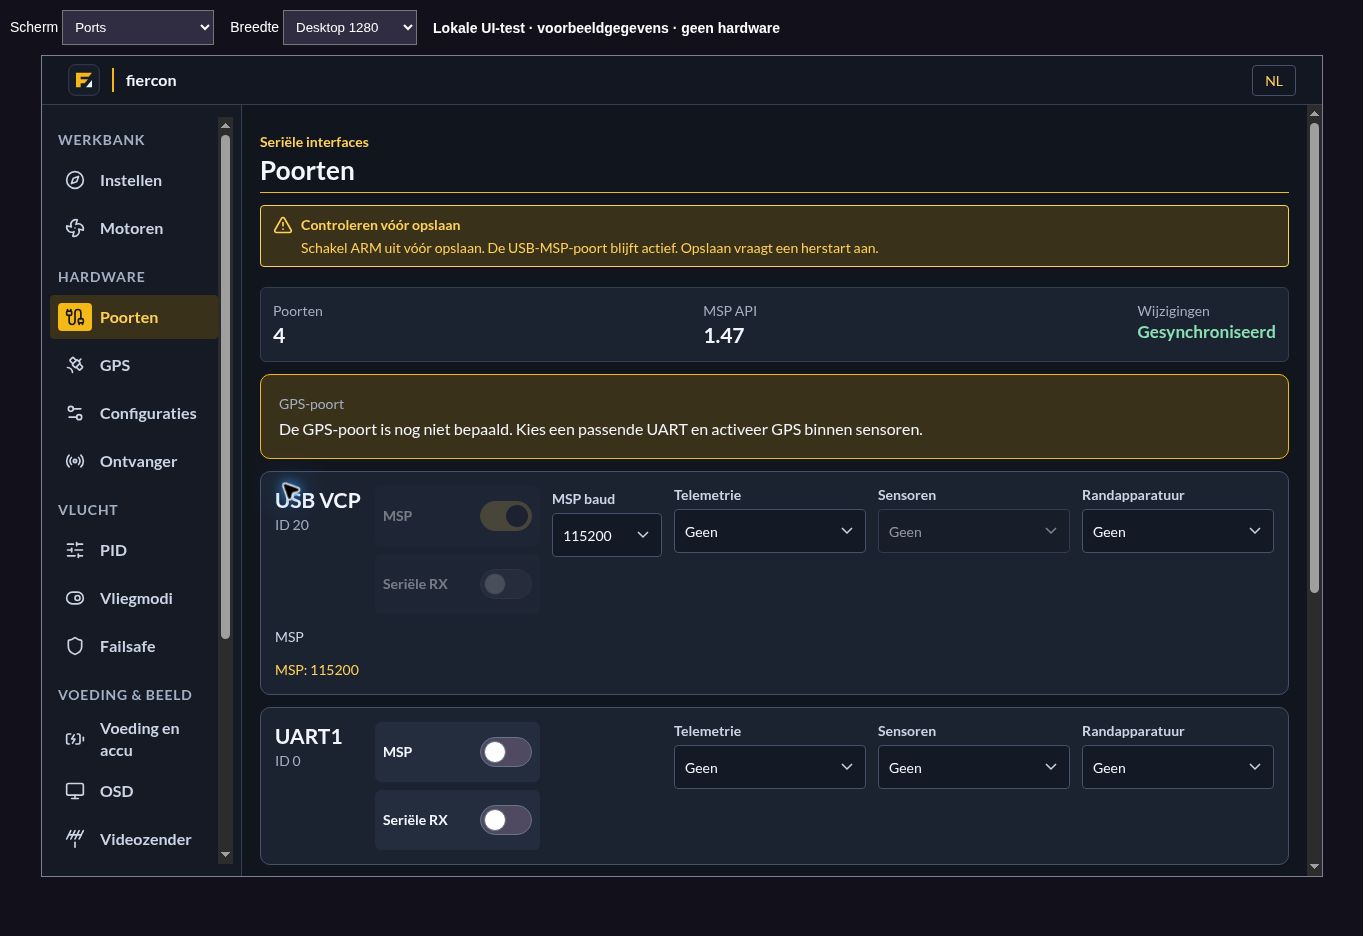 Scherm Ports Breedte Desktop 1280 Lokale UI-test · voorbeeldgegevens · geen hardware
fiercon
NL
WERKBANK
Instellen
Motoren
HARDWARE
Poorten
GPS
Configuraties
Ontvanger
VLUCHT
PID
Vliegmodi
Failsafe
VOEDING & BEELD
Voeding en
accu
OSD
Videozender
Seriële interfaces
Poorten
Controleren vóór opslaan
Schakel ARM uit vóór opslaan. De USB-MSP-poort blijft actief. Opslaan vraagt een herstart aan.
Poorten
4
MSP API
1.47
Wijzigingen
Gesynchroniseerd
GPS-poort
De GPS-poort is nog niet bepaald. Kies een passende UART en activeer GPS binnen sensoren.
USB VCP
ID 20
MSP
Seriële RX
MSP baud
115200
Telemetrie
Geen
Sensoren
Geen
Randapparatuur
Geen
MSP
MSP: 115200
UART1
ID 0
MSP
Seriële RX
Telemetrie
Geen
Sensoren
Geen
Randapparatuur
Geen